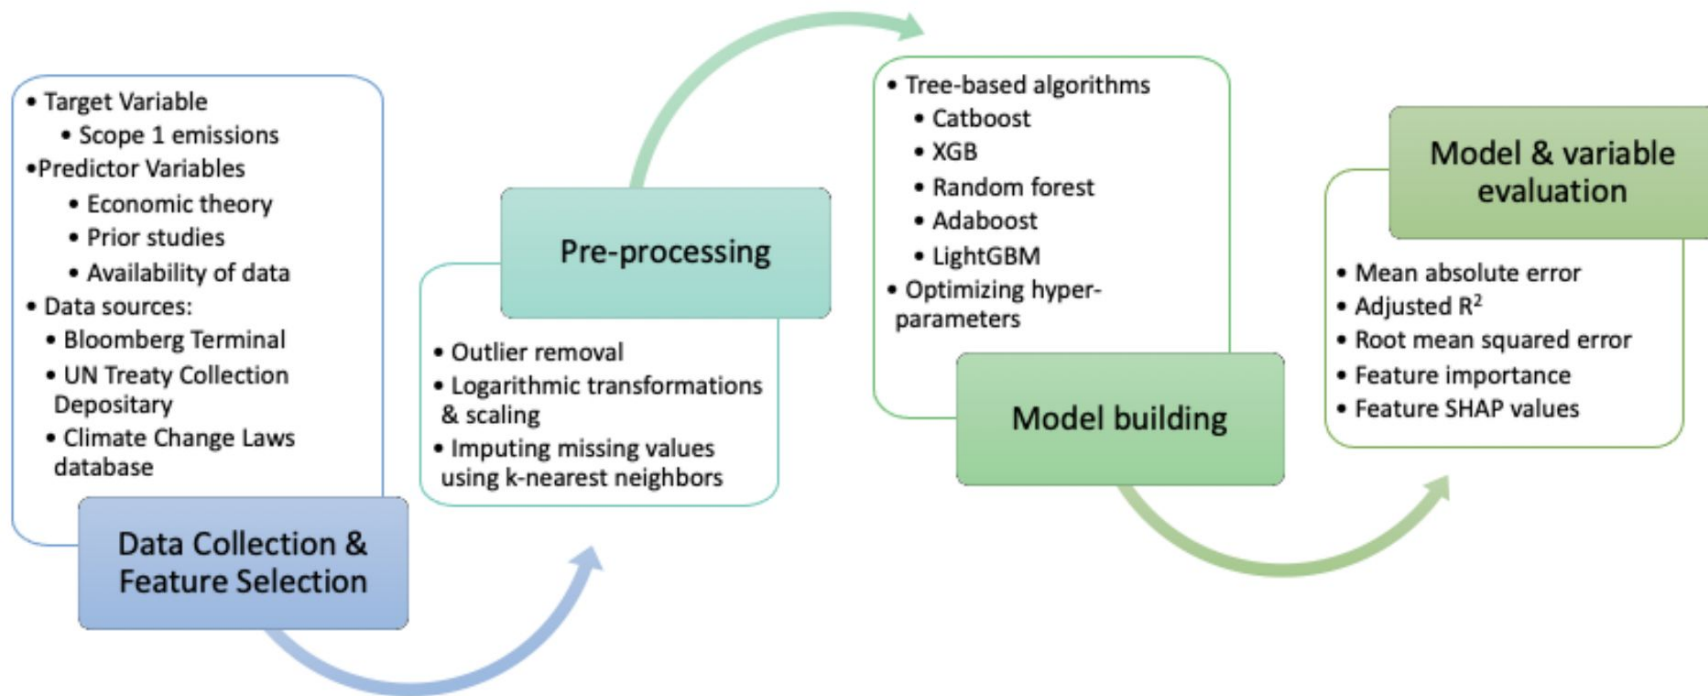 • Target Variable
• Scope 1 emissions
•Predictor Variables
• Economic theory
• Prior studies
• Availability of data
• Data sources:
• Bloomberg Terminal
• UN Treaty Collection
Depositary
• Climate Change Laws
database
Data Collection &
Feature Selection
Pre-processing
• Outlier removal
• Logarithmic transformations
& scaling
• Imputing missing values
using k-nearest neighbors
• Tree-based algorithms
• Catboost
• XGB
• Random forest
• Adaboost
• LightGBM
• Optimizing hyper-
parameters
Model building
Model & variable
evaluation
• Mean absolute error
• Adjusted R²
• Root mean squared error
• Feature importance
• Feature SHAP values